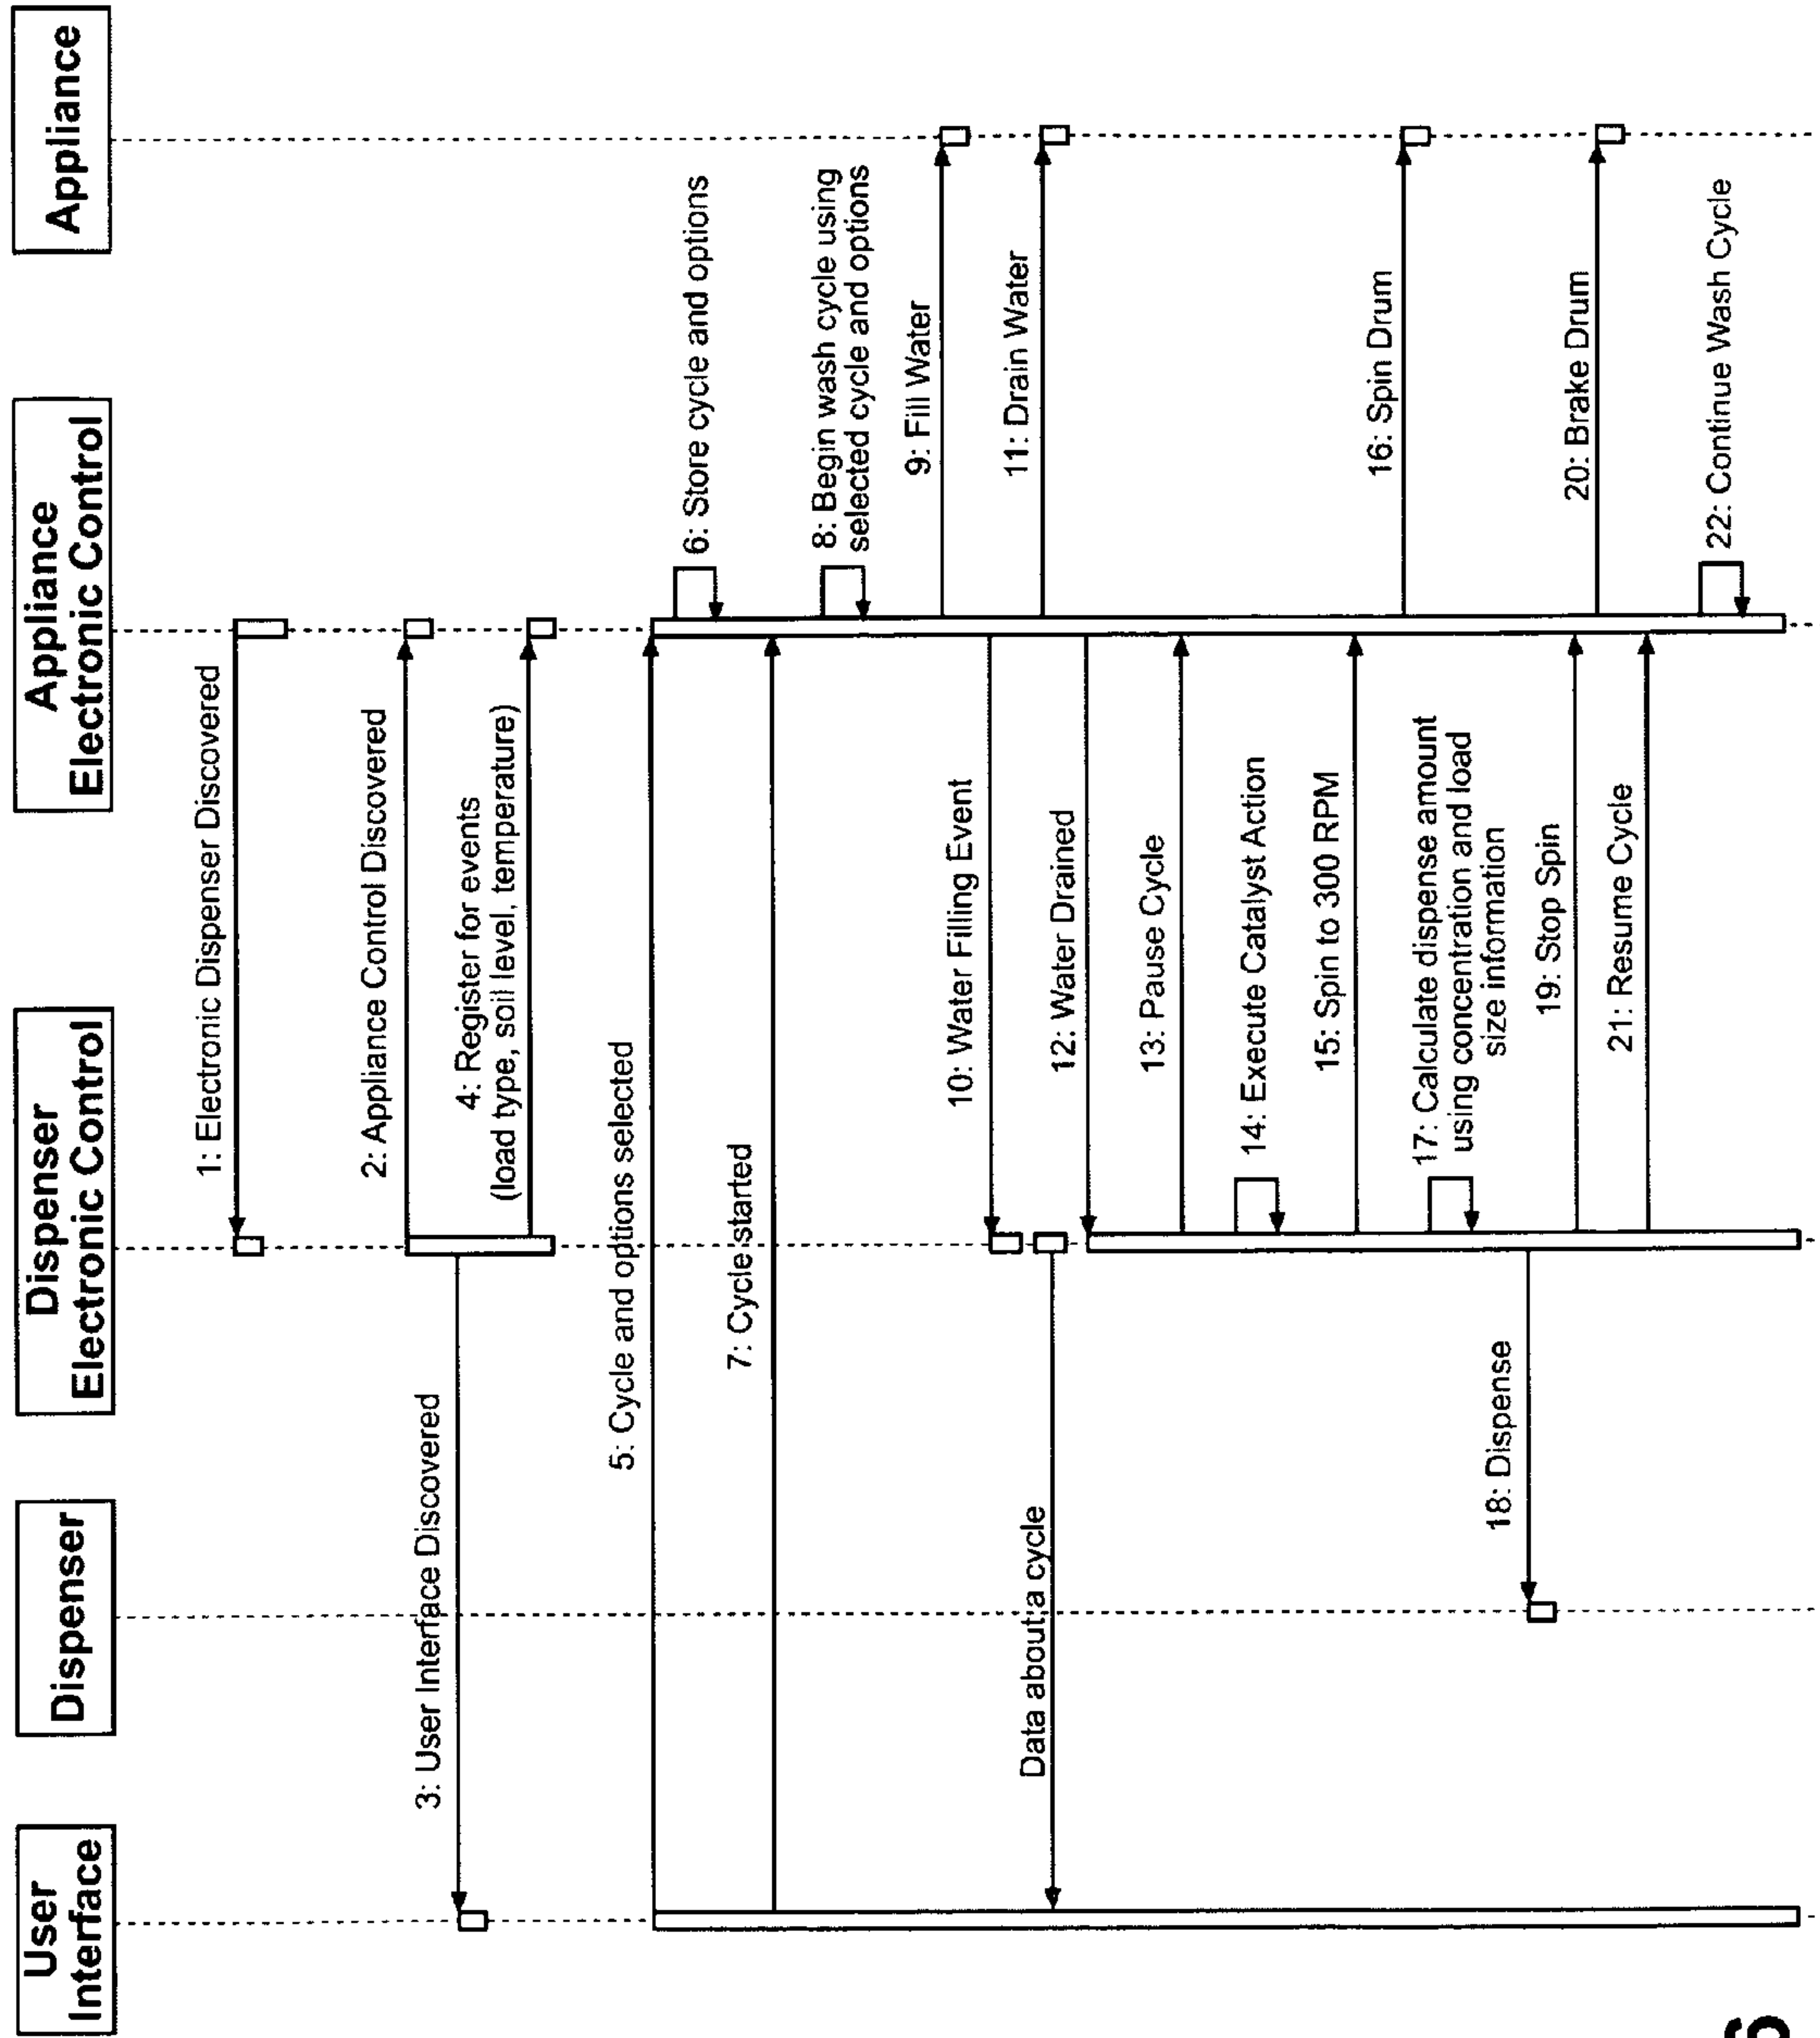 User
Interface
Dispenser
Dispenser
Electronic Control
Appliance
Electronic Control
Appliance
1: Electronic Dispenser Discovered
2: Appliance Control Discovered
3: User Interface Discovered
4: Register for events
(load type, soil level, temperature)
5: Cycle and options selected
6: Store cycle and options
7: Cycle started
8: Begin wash cycle using
selected cycle and options
9: Fill Water
10: Water Filling Event
11: Drain Water
Data about a cycle
12: Water Drained
13: Pause Cycle
14: Execute Catalyst Action
15: Spin to 300 RPM
16: Spin Drum
17: Calculate dispense amount
using concentration and load
size information
18: Dispense
19: Stop Spin
20: Brake Drum
21: Resume Cycle
22: Continue Wash Cycle
6